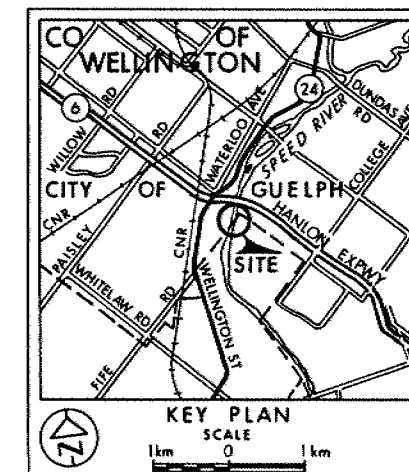 CO OF
WELLINGTON
6
24
WILLOW RD
RD
WATERLOO AVE
SPEED RIVER
DUNDAS
RD
COLLEGE
CITY OF GUELPH
CNR
PAISLEY
HANLON
EXPWY
CNR
SITE
WHITELAW RD
RD
WELLINGTON ST
FIFE
KEY PLAN
SCALE
1km 0 1km
N